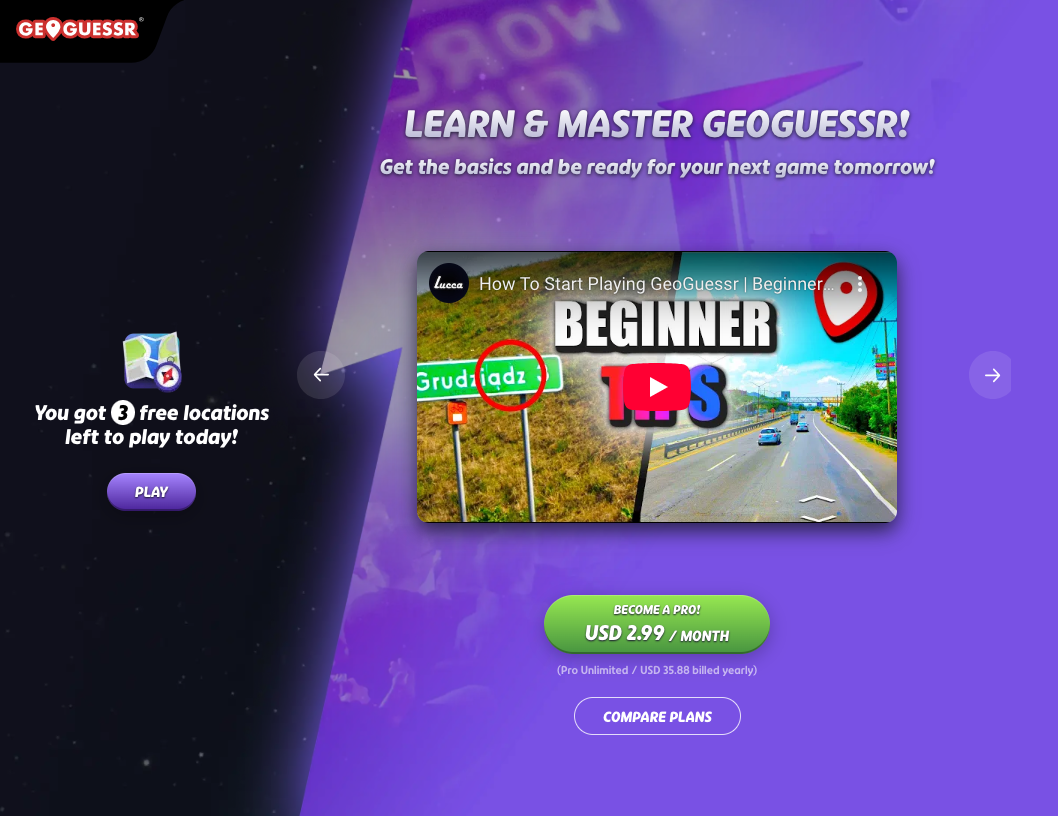 GEOGUESSR®
LEARN & MASTER GEOGUESSR!
Get the basics and be ready for your next game tomorrow!
Lucca
How To Start Playing GeoGuessr | Beginner...
BEGINNER
Grudziądz
You got 3 free locations
left to play today!
PLAY
BECOME A PRO!
USD 2.99 / MONTH
(Pro Unlimited / USD 35.88 billed yearly)
COMPARE PLANS